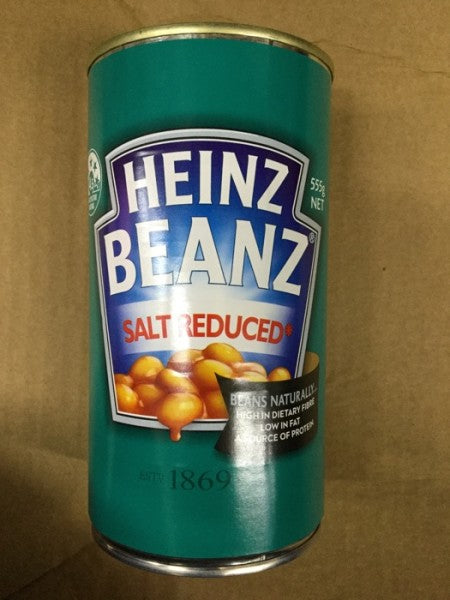 HEINZ
BEANZ®
SALT REDUCED*
555g
NET
BEANS NATURALLY...
HIGH IN DIETARY FIBRE
LOW IN FAT
A SOURCE OF PROTEIN
ESTD 1869